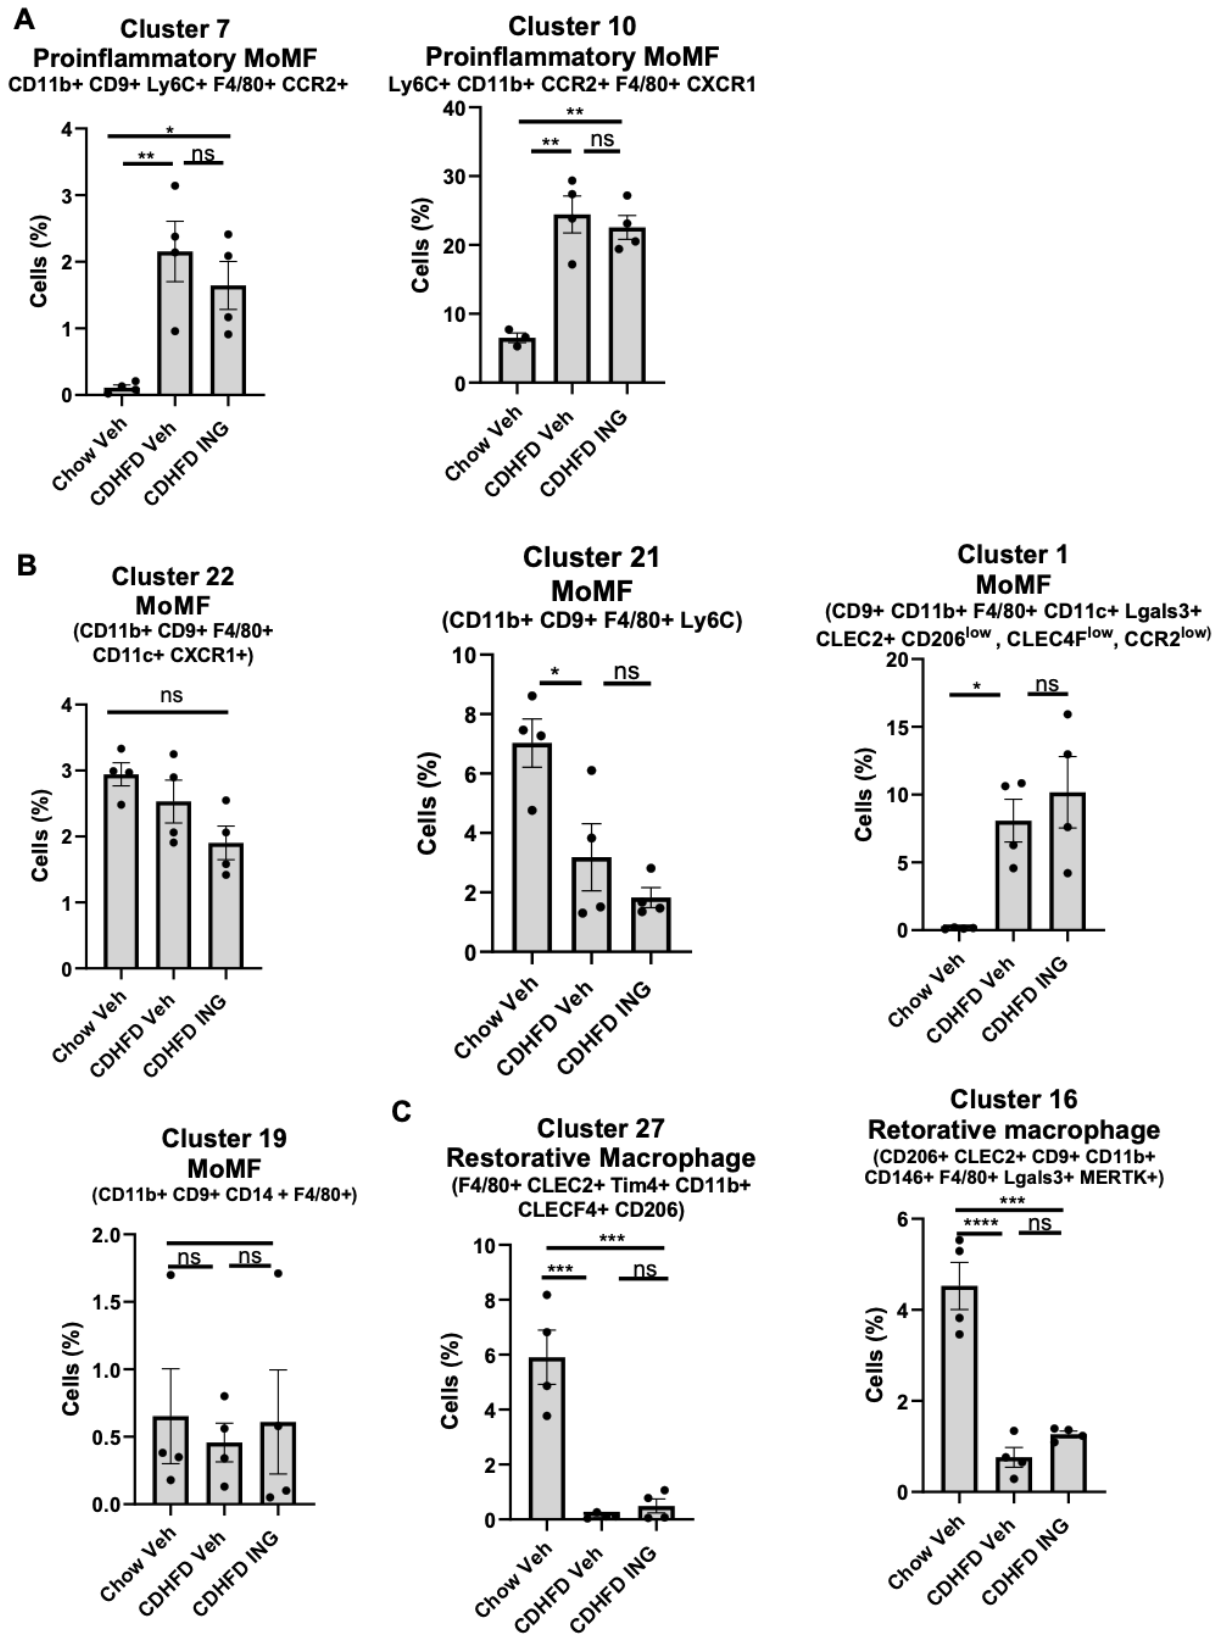 A
Cluster 7
Proinflammatory MoMF
CD11b+ CD9+ Ly6C+ F4/80+ CCR2+
4
3
2
1
0
Cells (%)
*
**
ns
Chow Veh
CDHFD Veh
CDHFD ING
Cluster 10
Proinflammatory MoMF
Ly6C+ CD11b+ CCR2+ F4/80+ CXCR1
40
30
20
10
0
Cells (%)
**
**
ns
Chow Veh
CDHFD Veh
CDHFD ING
B
Cluster 22
MoMF
(CD11b+ CD9+ F4/80+
CD11c+ CXCR1+)
4
3
2
1
0
Cells (%)
ns
Chow Veh
CDHFD Veh
CDHFD ING
Cluster 21
MoMF
(CD11b+ CD9+ F4/80+ Ly6C)
10
8
6
4
2
0
Cells (%)
*
ns
Chow Veh
CDHFD Veh
CDHFD ING
Cluster 1
MoMF
(CD9+ CD11b+ F4/80+ CD11c+ Lgals3+
CLEC2+ CD206low , CLEC4Flow, CCR2low)
20
15
10
5
0
Cells (%)
*
ns
Chow Veh
CDHFD Veh
CDHFD ING
Cluster 19
MoMF
(CD11b+ CD9+ CD14 + F4/80+)
2.0
1.5
1.0
0.5
0.0
Cells (%)
ns
ns
Chow Veh
CDHFD Veh
CDHFD ING
C
Cluster 27
Restorative Macrophage
(F4/80+ CLEC2+ Tim4+ CD11b+
CLECF4+ CD206)
10
8
6
4
2
0
Cells (%)
***
***
ns
Chow Veh
CDHFD Veh
CDHFD ING
Cluster 16
Retorative macrophage
(CD206+ CLEC2+ CD9+ CD11b+
CD146+ F4/80+ Lgals3+ MERTK+)
6
4
2
0
Cells (%)
***
****
ns
Chow Veh
CDHFD Veh
CDHFD ING